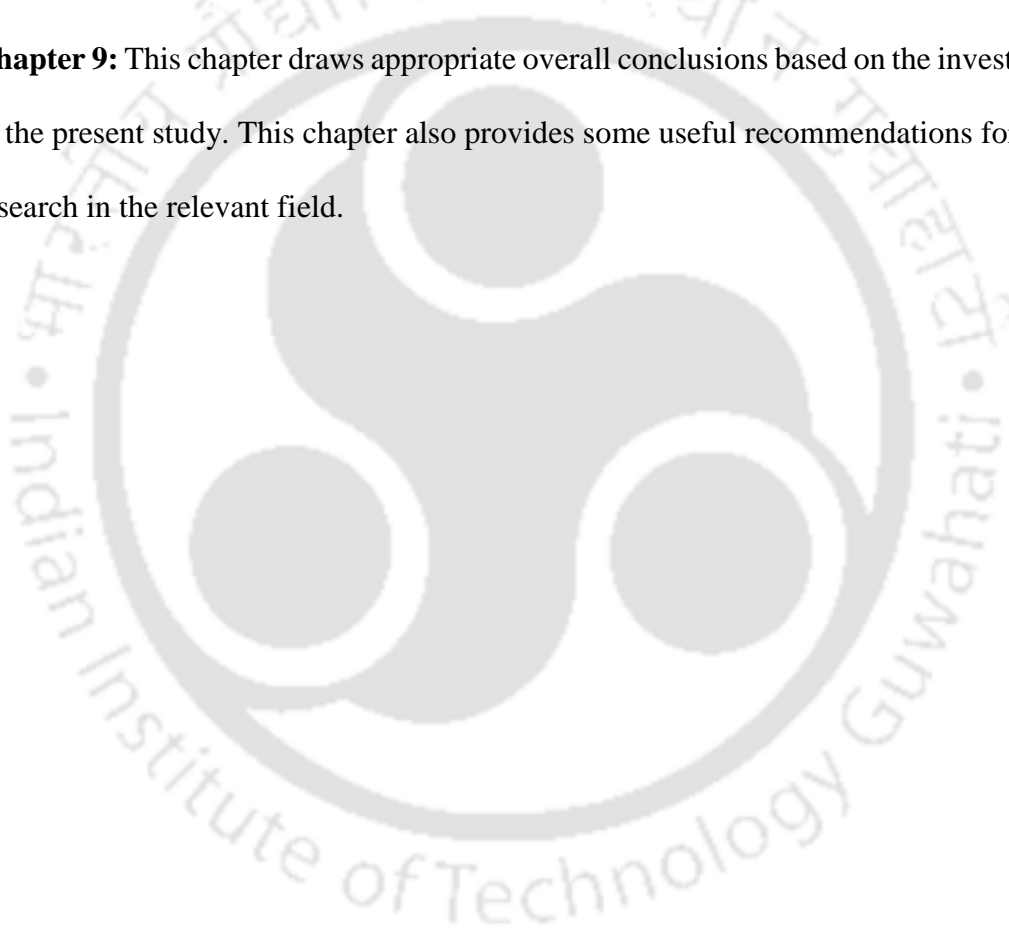 hapter 9: This chapter draws appropriate overall conclusions based on the invest
the present study. This chapter also provides some useful recommendations for
search in the relevant field.
Indian Institute of Technology Guwahati